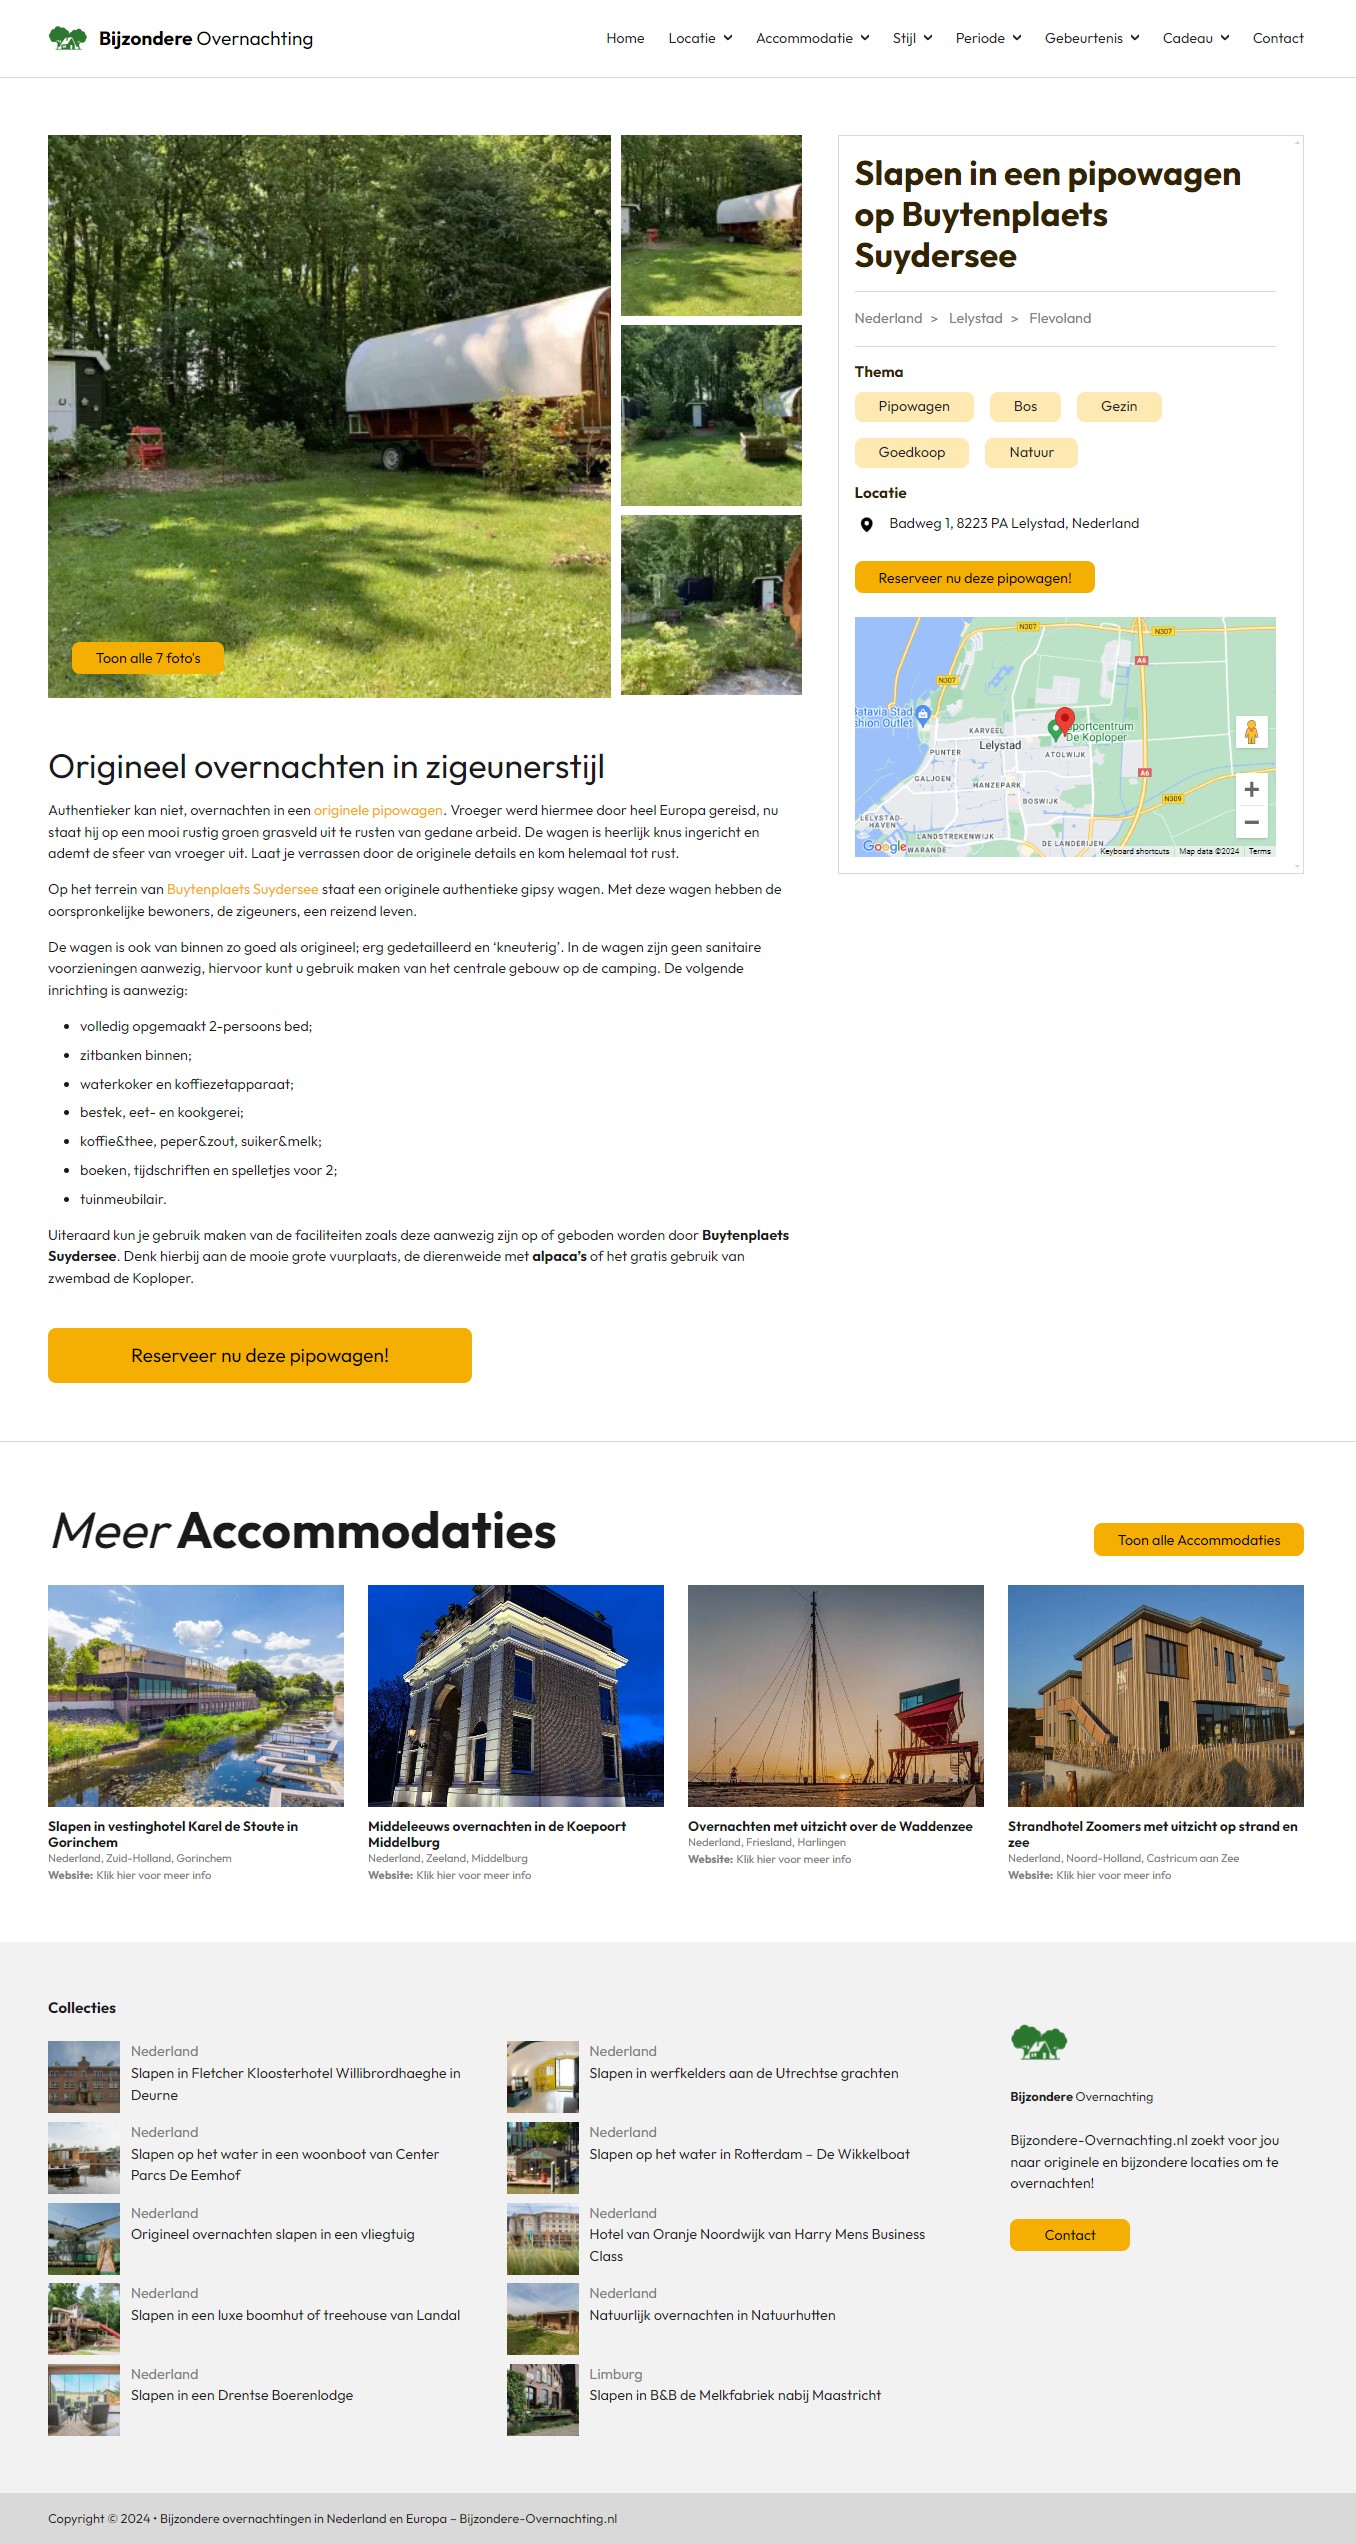 Bijzondere Overnachting
Home Locatie Accommodatie Stijl Periode Gebeurtenis Cadeau Contact
Toon alle 7 foto's
Slapen in een pipowagen
op Buytenplaets
Suydersee
Nederland > Lelystad > Flevoland
Thema
Pipowagen Bos Gezin
Goedkoop Natuur
Locatie
Badweg 1, 8223 PA Lelystad, Nederland
Reserveer nu deze pipowagen!
N307
N307
A6
N307
Batavia Stad
shion Outlet
KARVEEL
Sportcentrum
De Koploper
PUNTER
Lelystad
ATOLWIJK
GALJOEN
HANZEPARK
A6
BOSWIJK
N309
LELYSTAD-
HAVEN
LANDSTREKENWIJK
DE LANDERIJEN
WARANDE
Google
Keyboard shortcuts Map data ©2024 Terms
Origineel overnachten in zigeunerstijl
Authentieker kan niet, overnachten in een originele pipowagen. Vroeger werd hiermee door heel Europa gereisd, nu
staat hij op een mooi rustig groen grasveld uit te rusten van gedane arbeid. De wagen is heerlijk knus ingericht en
ademt de sfeer van vroeger uit. Laat je verrassen door de originele details en kom helemaal tot rust.
Op het terrein van Buytenplaets Suydersee staat een originele authentieke gipsy wagen. Met deze wagen hebben de
oorspronkelijke bewoners, de zigeuners, een reizend leven.
De wagen is ook van binnen zo goed als origineel; erg gedetailleerd en ‘kneuterig’. In de wagen zijn geen sanitaire
voorzieningen aanwezig, hiervoor kunt u gebruik maken van het centrale gebouw op de camping. De volgende
inrichting is aanwezig:
• volledig opgemaakt 2-persoons bed;
• zitbanken binnen;
• waterkoker en koffiezetapparaat;
• bestek, eet- en kookgerei;
• koffie&thee, peper&zout, suiker&melk;
• boeken, tijdschriften en spelletjes voor 2;
• tuinmeubilair.
Uiteraard kun je gebruik maken van de faciliteiten zoals deze aanwezig zijn op of geboden worden door Buytenplaets
Suydersee. Denk hierbij aan de mooie grote vuurplaats, de dierenweide met alpaca’s of het gratis gebruik van
zwembad de Koploper.
Reserveer nu deze pipowagen!
Meer Accommodaties
Toon alle Accommodaties
Slapen in vestinghotel Karel de Stoute in
Gorinchem
Nederland, Zuid-Holland, Gorinchem
Website: Klik hier voor meer info
Middeleeuws overnachten in de Koepoort
Middelburg
Nederland, Zeeland, Middelburg
Website: Klik hier voor meer info
Overnachten met uitzicht over de Waddenzee
Nederland, Friesland, Harlingen
Website: Klik hier voor meer info
Strandhotel Zoomers met uitzicht op strand en
zee
Nederland, Noord-Holland, Castricum aan Zee
Website: Klik hier voor meer info
Collecties
Nederland
Slapen in Fletcher Kloosterhotel Willibrordhaeghe in
Deurne
Nederland
Slapen op het water in een woonboot van Center
Parcs De Eemhof
Nederland
Origineel overnachten slapen in een vliegtuig
Nederland
Slapen in een luxe boomhut of treehouse van Landal
Nederland
Slapen in een Drentse Boerenlodge
Nederland
Slapen in werfkelders aan de Utrechtse grachten
Nederland
Slapen op het water in Rotterdam – De Wikkelboat
Nederland
Hotel van Oranje Noordwijk van Harry Mens Business
Class
Nederland
Natuurlijk overnachten in Natuurhutten
Limburg
Slapen in B&B de Melkfabriek nabij Maastricht
Bijzondere Overnachting
Bijzondere-Overnachting.nl zoekt voor jou
naar originele en bijzondere locaties om te
overnachten!
Contact
Copyright © 2024 • Bijzondere overnachtingen in Nederland en Europa – Bijzondere-Overnachting.nl